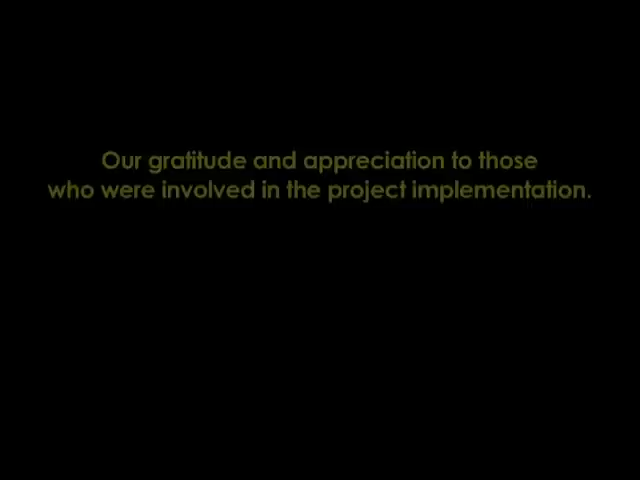 Our gratitude and appreciation to those
who were involved in the project implementation.